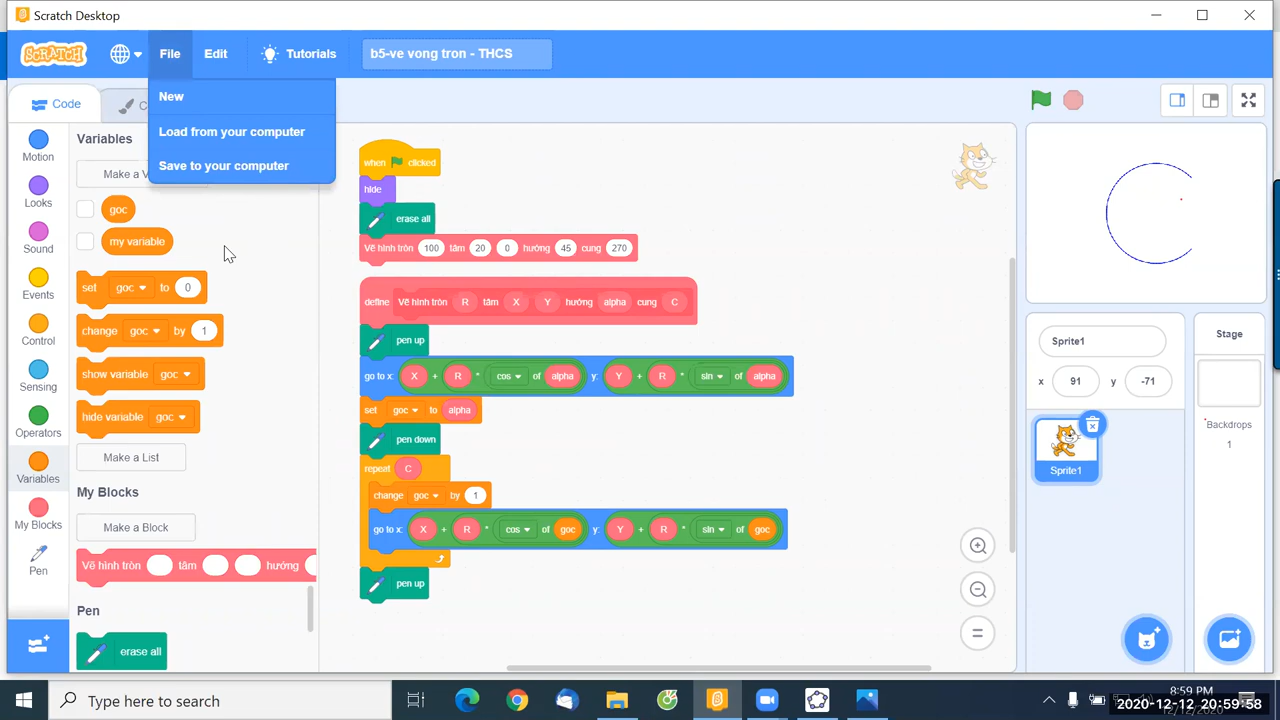 Scratch Desktop
SCRATCH
File
Edit
Tutorials
b5-ve vong tron - THCS
New
Load from your computer
Save to your computer
Code
C
Motion
Looks
Sound
Events
Control
Sensing
Operators
Variables
My Blocks
Pen
Variables
Make a V
goc
my variable
set goc to 0
change goc by 1
show variable goc
hide variable goc
Make a List
My Blocks
Make a Block
Vẽ hình tròn tâm hướng
Pen
erase all
when clicked
hide
erase all
Vẽ hình tròn 100 tâm 20 0 hướng 45 cung 270
define Vẽ hình tròn R tâm X Y hướng alpha cung C
pen up
go to x: X + R * cos of alpha y: Y + R * sin of alpha
set goc to alpha
pen down
repeat C
change goc by 1
go to x: X + R * cos of goc y: Y + R * sin of goc
pen up
Sprite1
x 91 y -71
Sprite1
Stage
Backdrops
1
Type here to search
8:59 PM
2020-12-12 20:59:58